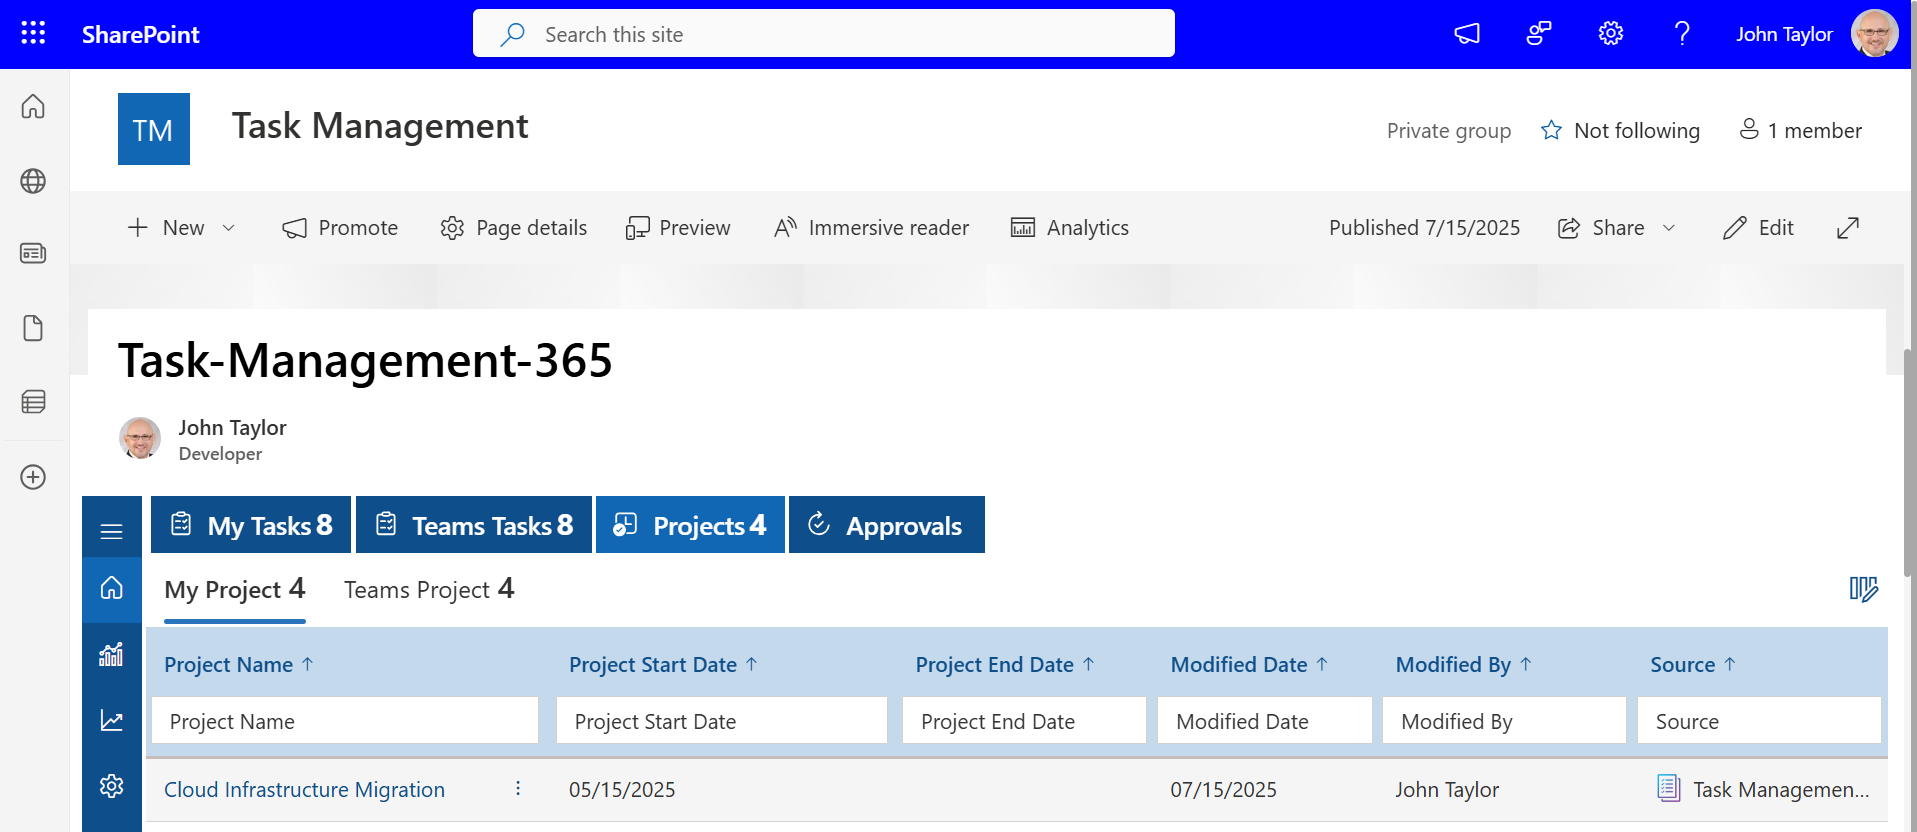 SharePoint
Search this site
John Taylor
TM
Task Management
Private group
Not following
1 member
New
Promote
Page details
Preview
Immersive reader
Analytics
Published 7/15/2025
Share
Edit
Task-Management-365
John Taylor
Developer
My Tasks 8
Teams Tasks 8
Projects 4
Approvals
My Project 4
Teams Project 4
Project Name ↑
Project Start Date ↑
Project End Date ↑
Modified Date ↑
Modified By ↑
Source ↑
Project Name
Project Start Date
Project End Date
Modified Date
Modified By
Source
Cloud Infrastructure Migration
05/15/2025
07/15/2025
John Taylor
Task Managemen...